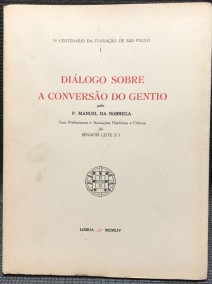 IV CENTENÁRIO DA FUNDAÇÃO DE SÃO PAULO
I
DIÁLOGO SOBRE
A CONVERSÃO DO GENTIO
pelo
P. MANUEL DA NÓBREGA
Com Preliminares e Anotações Históricas e Críticas
de
SERAFIM LEITE S. I.
LISBOA
MCMLIV